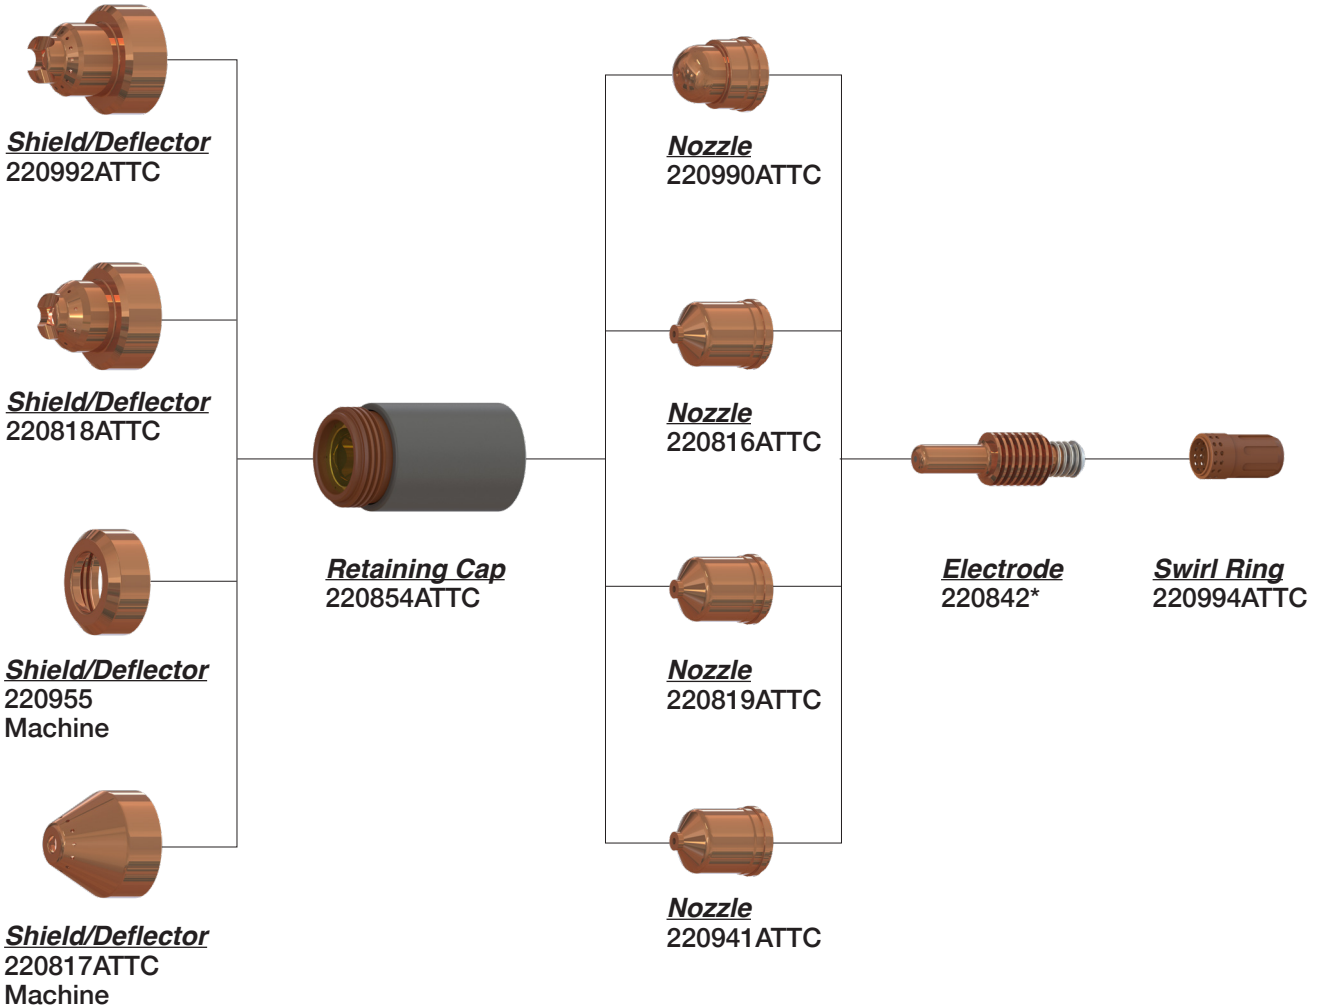 Shield/Deflector
220992ATTC
Shield/Deflector
220818ATTC
Shield/Deflector
220955
Machine
Shield/Deflector
220817ATTC
Machine
Retaining Cap
220854ATTC
Nozzle
220990ATTC
Nozzle
220816ATTC
Nozzle
220819ATTC
Nozzle
220941ATTC
Electrode
220842*
Swirl Ring
220994ATTC